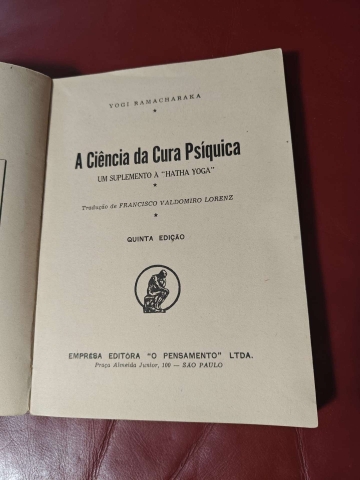 YOGI RAMACHARAKA
A Ciência da Cura Psíquica
UM SUPLEMENTO À "HATHA YOGA"
Tradução de FRANCISCO VALDOMIRO LORENZ
QUINTA EDIÇÃO
EMPRESA EDITORA "O PENSAMENTO" LTDA.
Praça Almeida Junior, 100 — SÃO PAULO